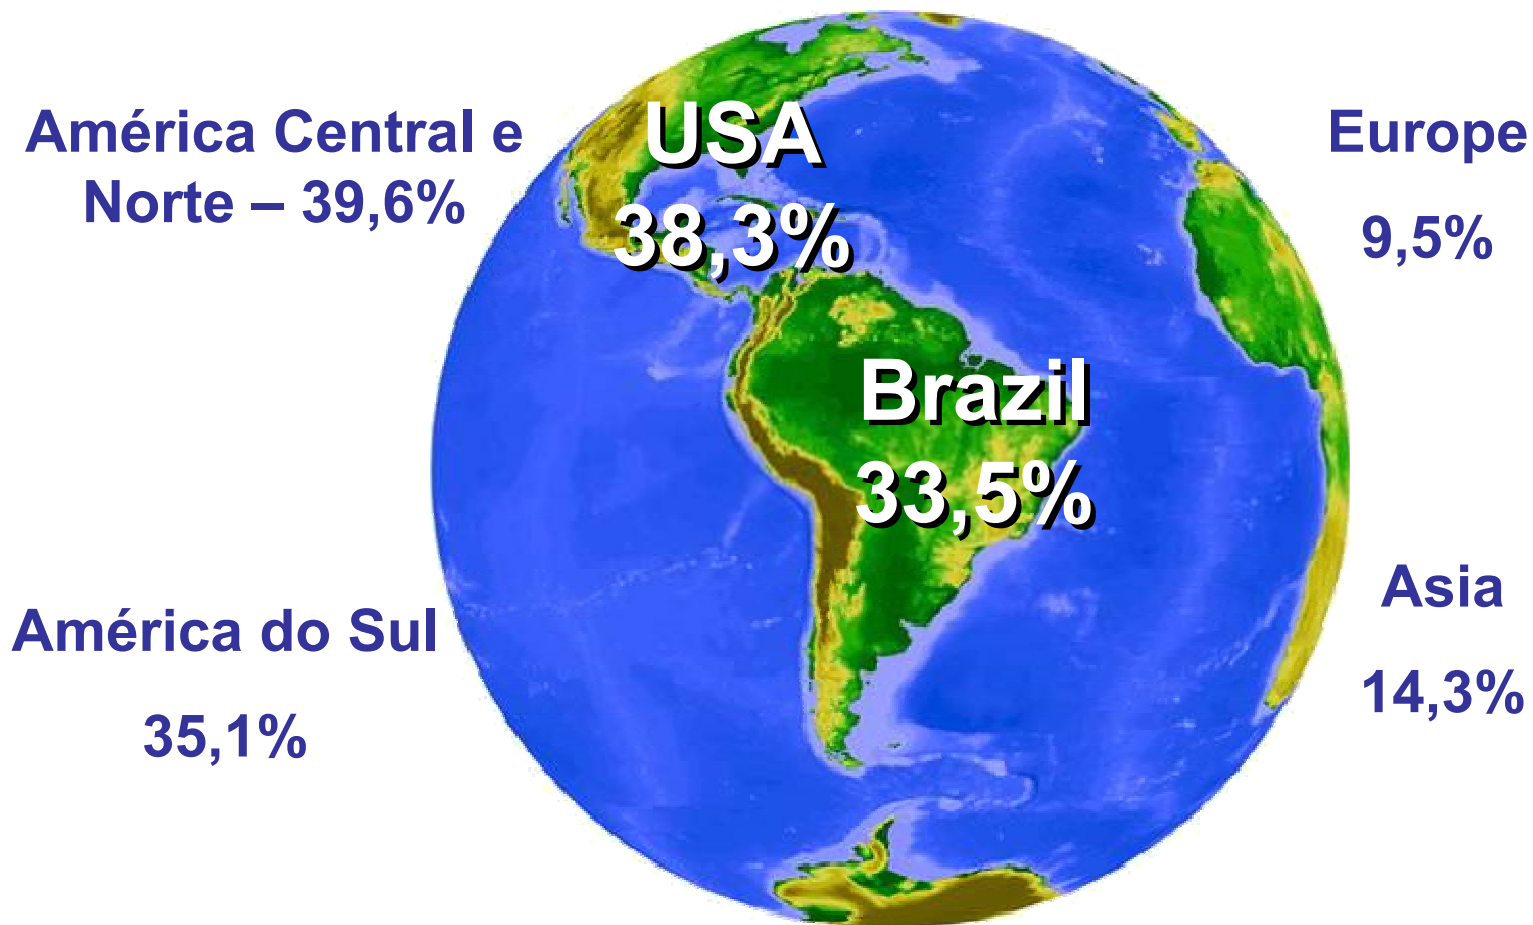 América Central e
Norte – 39,6%
USA
38,3%
Europe
9,5%
Brazil
33,5%
América do Sul
35,1%
Asia
14,3%